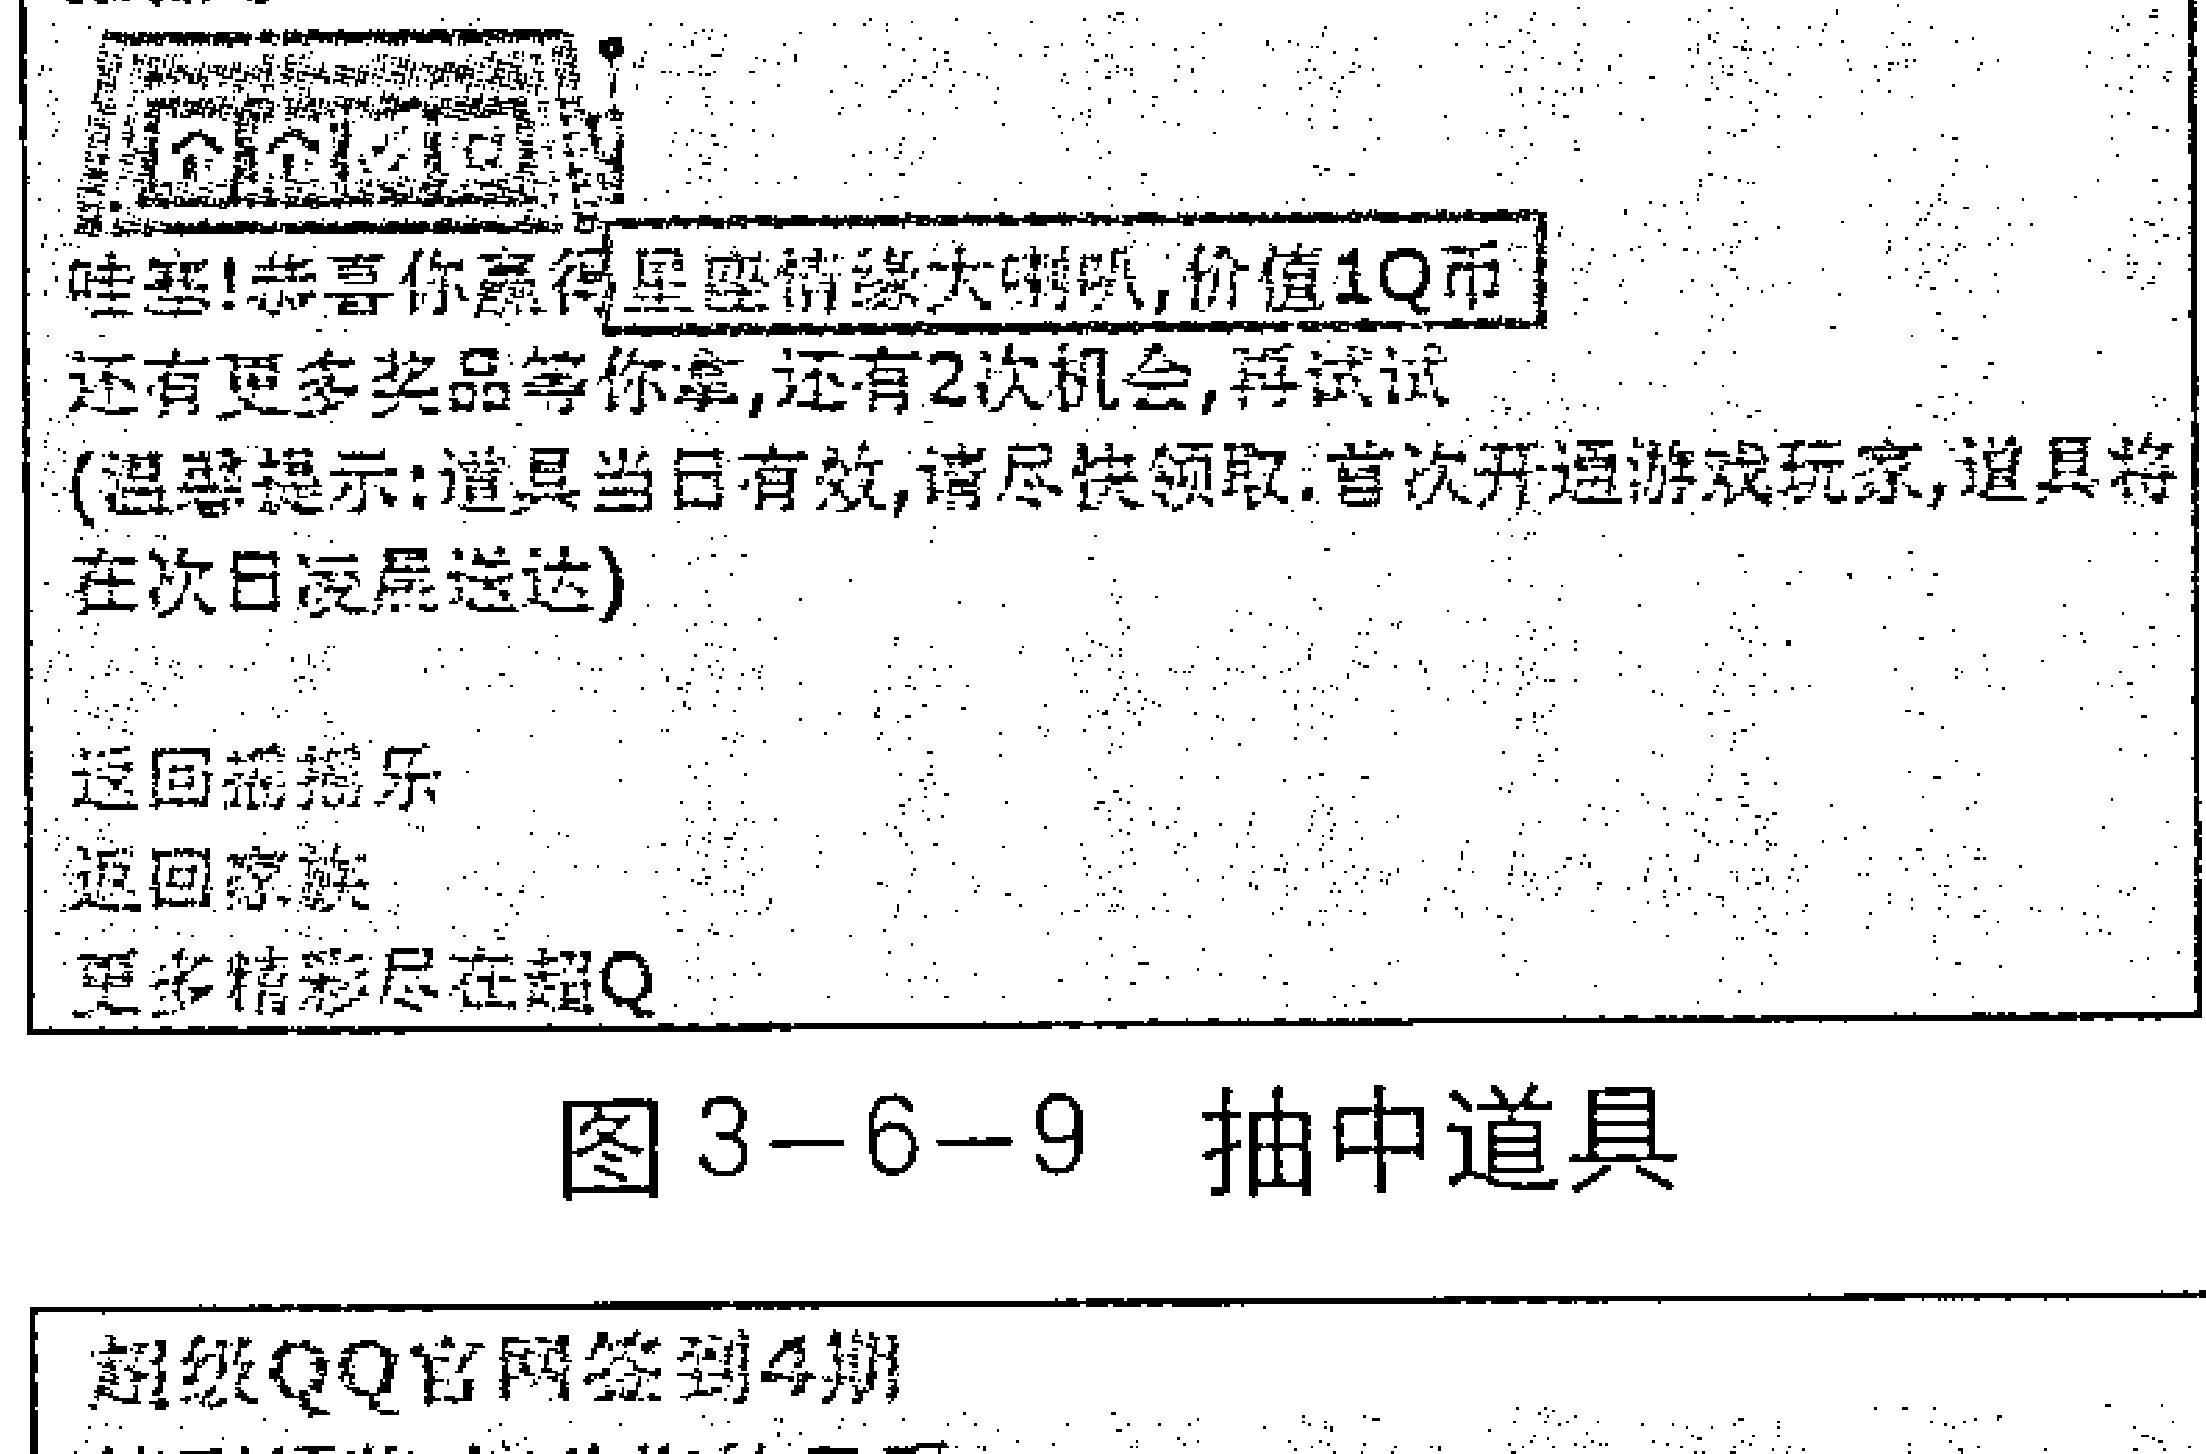 哇塞!恭喜你赢得星座情缘大喇叭,价值1Q币
还有更多奖品等你拿,还有2次机会,再试试
(温馨提示:道具当日有效,请尽快领取.首次开通游戏玩家,道具将
在次日凌晨送达)
返回摇摇乐
返回家族
更多精彩尽在超Q
图3-6-9 抽中道具
超级QQ官网签到4期